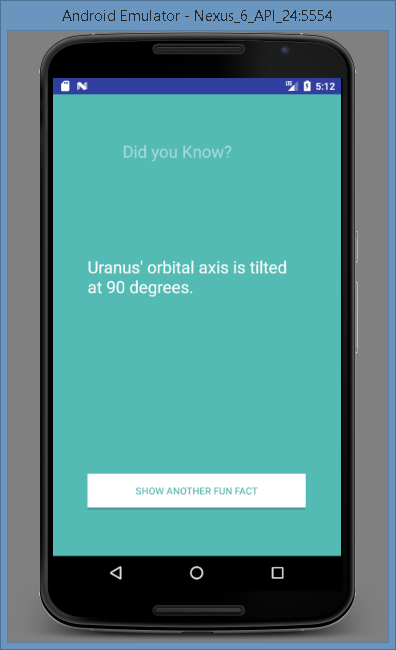 Android Emulator - Nexus_6_API_24:5554
5:12
Did you Know?
Uranus' orbital axis is tilted
at 90 degrees.
SHOW ANOTHER FUN FACT